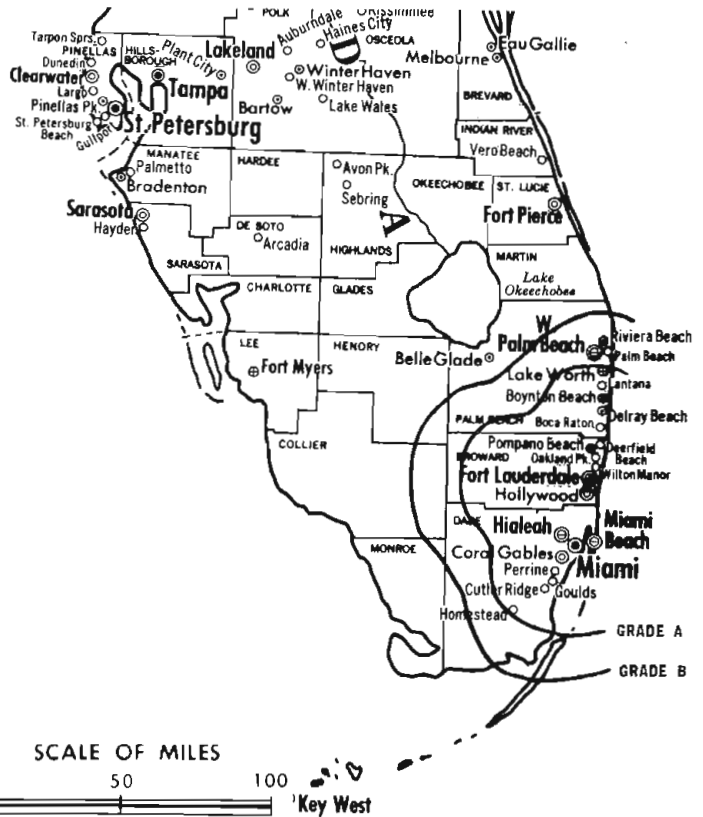 POLK
Kissimmee
Auburndale
Haines City
OSCEOLA
Tarpon Sprs.
PINELLAS
HILLS-
BOROUGH
Plant City
Lakeland
D
Eau Gallie
Melbourne
Dunedin
Clearwater
Largo
Tampa
Winter Haven
W. Winter Haven
Bartow
Lake Wales
BREVARD
Pinellas Pk.
St. Petersburg
St. Petersburg
Beach
Gulfport
INDIAN RIVER
Vero Beach
MANATEE
HARDEE
Palmetto
Bradenton
Avon Pk.
Sebring
OKEECHOBEE
ST. LUCIE
Fort Pierce
Sarasota
Hayden
A
DE SOTO
Arcadia
HIGHLANDS
MARTIN
SARASOTA
CHARLOTTE
GLADES
Lake
Okeechobee
LEE
HENDRY
W
Palm Beach
Riviera Beach
Palm Beach
Belle Glade
Fort Myers
Lake Worth
Lantana
Boynton Beach
PALM BEACH
Boca Raton
Delray Beach
COLLIER
Pompano Beach
Deerfield
Beach
BROWARD
Oakland Pk.
Fort Lauderdale
Wilton Manor
Hollywood
DADE
Hialeah
Miami
Beach
MONROE
Coral Gables
Miami
Perrine
Cutler Ridge
Goulds
Homestead
GRADE A
GRADE B
SCALE OF MILES
50
100
Key West